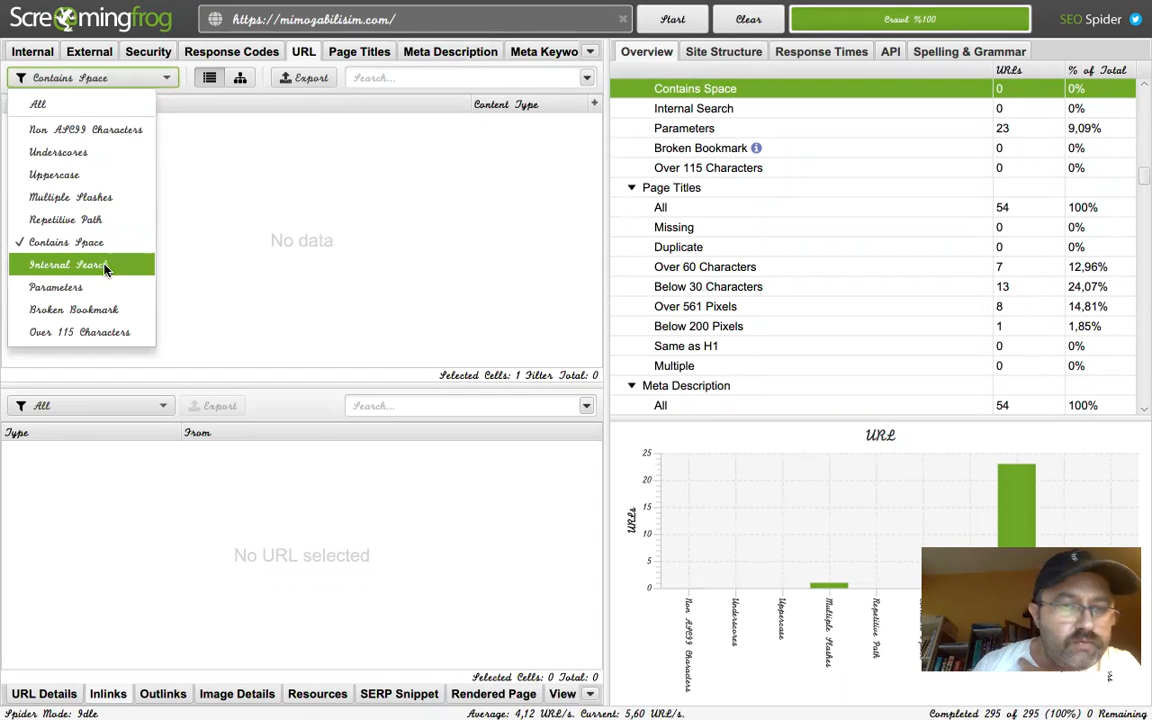 Screamingfrog
https://mimogabilisim.com/
Start
Clear
Crawl %100
SEO Spider
Internal External Security Response Codes URL Page Titles Meta Description Meta Keywo
Overview Site Structure Response Times API Spelling & Grammar
Contains Space
Export
Search...
URLs % of Total
Content Type +
All
Non ASCII Characters
Underscores
Uppercase
Multiple Slashes
Repetitive Path
✓ Contains Space
Internal Search
Parameters
Broken Bookmark
Over 115 Characters
No data
Selected Cells: 1 Filter Total: 0
All
Export
Search...
Type From
No URL selected
Selected Cells: 0 Total: 0
URL Details Inlinks Outlinks Image Details Resources SERP Snippet Rendered Page View
Contains Space 0 0%
Internal Search 0 0%
Parameters 23 9,09%
Broken Bookmark 0 0%
Over 115 Characters 0 0%
Page Titles
All 54 100%
Missing 0 0%
Duplicate 0 0%
Over 60 Characters 7 12,96%
Below 30 Characters 13 24,07%
Over 561 Pixels 8 14,81%
Below 200 Pixels 1 1,85%
Same as H1 0 0%
Multiple 0 0%
Meta Description
All 54 100%
URL
URLs
25
20
15
10
5
0
Non ASCII Characters
Underscores
Uppercase
Multiple Slashes
Repetitive Path
Spider Mode: Idle
Average: 4,12 URL/s. Current: 5,60 URL/s.
Completed 295 of 295 (100%) 0 Remaining